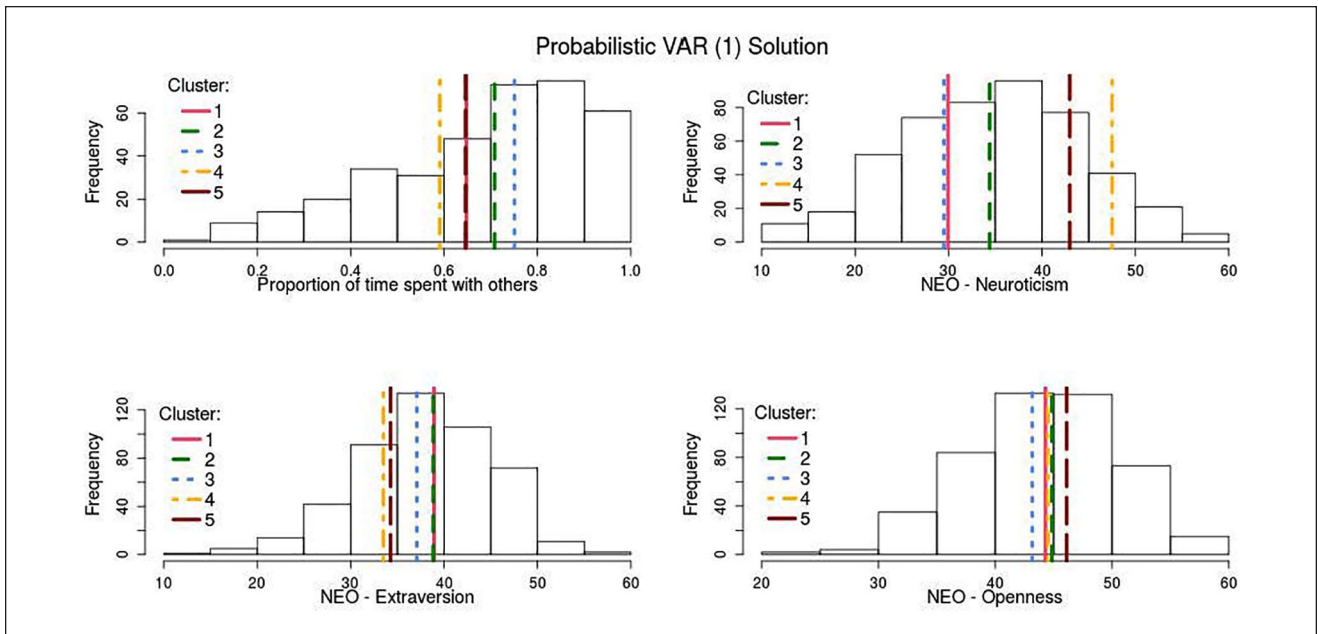 Probabilistic VAR (1) Solution
Cluster:
1
2
3
4
5
Frequency
0 20 40 60
0.0 0.2 0.4 0.6 0.8 1.0
Proportion of time spent with others
Cluster:
1
2
3
4
5
Frequency
0 20 40 60 80
10 20 30 40 50 60
NEO - Neuroticism
Cluster:
1
2
3
4
5
Frequency
0 40 80 120
10 20 30 40 50 60
NEO - Extraversion
Cluster:
1
2
3
4
5
Frequency
0 40 80 120
20 30 40 50 60
NEO - Openness